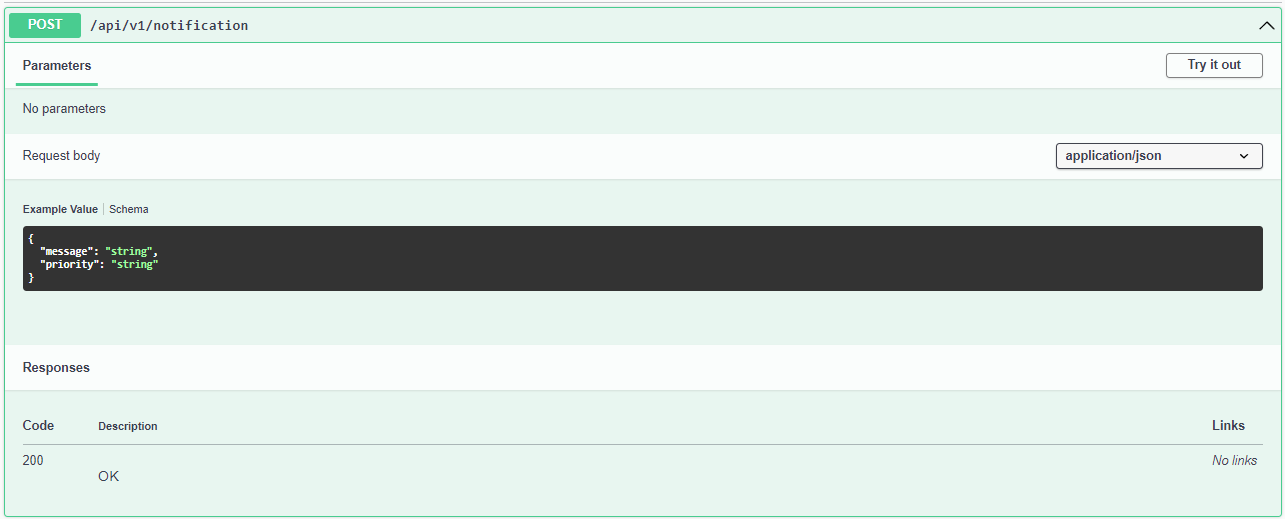 POST /api/v1/notification
Parameters Try it out
No parameters
Request body application/json
Example Value Schema
{
"message": "string",
"priority": "string"
}
Responses
Code Description Links
200 No links
OK